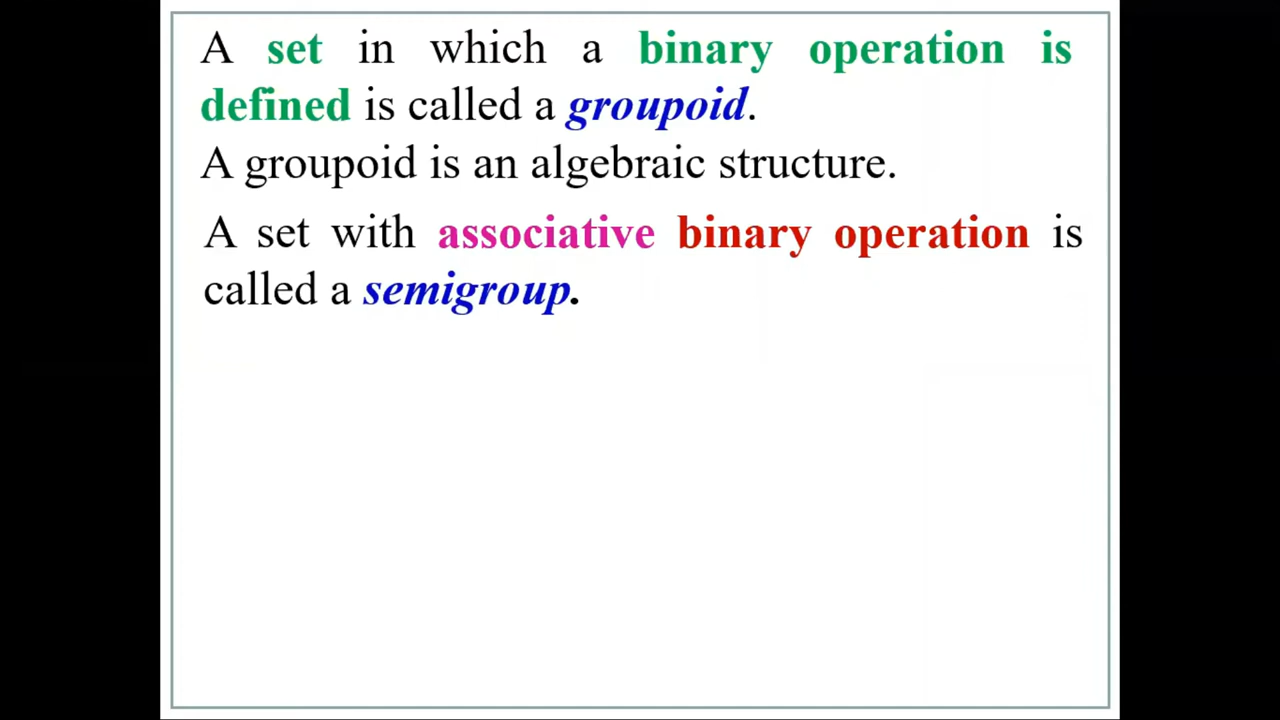 A set in which a binary operation is
defined is called a groupoid.
A groupoid is an algebraic structure.
A set with associative binary operation is
called a semigroup.